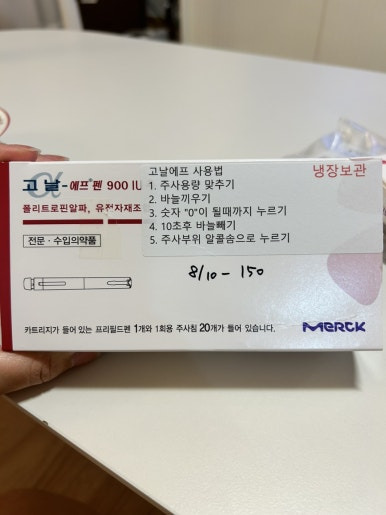 고날-에프®펜 900 IU
폴리트로핀알파, 유전자재조
전문 · 수입의약품
고날에프 사용법
1. 주사용량 맞추기
2. 바늘끼우기
3. 숫자 "0"이 될때까지 누르기
4. 10초후 바늘빼기
5. 주사부위 알콜솜으로 누르기
냉장보관
8/10 - 150
카트리지가 들어 있는 프리필드펜 1개와 1회용 주사침 20개가 들어 있습니다.
MERCK